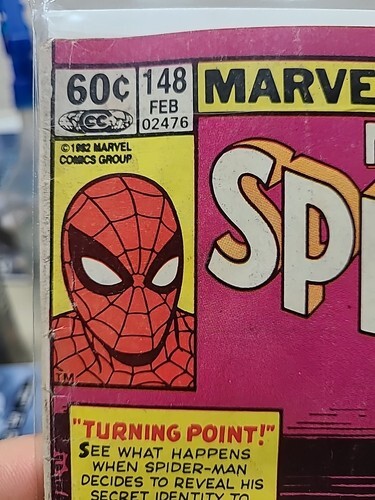 60¢ 148
FEB
02476
CC
© 1982 MARVEL
COMICS GROUP
MARVE
SP
TM
"TURNING POINT!"
SEE WHAT HAPPENS
WHEN SPIDER-MAN
DECIDES TO REVEAL HIS
SECRET IDENTITY TO